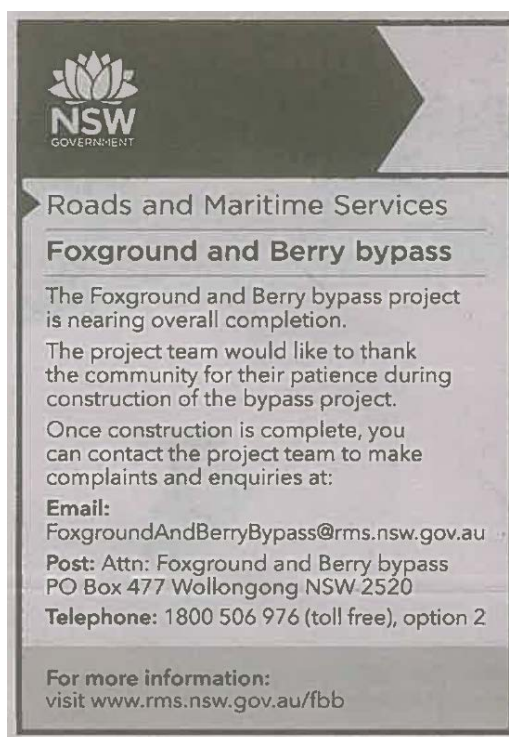 NSW
GOVERNMENT
Roads and Maritime Services
Foxground and Berry bypass
The Foxground and Berry bypass project
is nearing overall completion.
The project team would like to thank
the community for their patience during
construction of the bypass project.
Once construction is complete, you
can contact the project team to make
complaints and enquiries at:
Email:
FoxgroundAndBerryBypass@rms.nsw.gov.au
Post: Attn: Foxground and Berry bypass
PO Box 477 Wollongong NSW 2520
Telephone: 1800 506 976 (toll free), option 2
For more information:
visit www.rms.nsw.gov.au/fbb